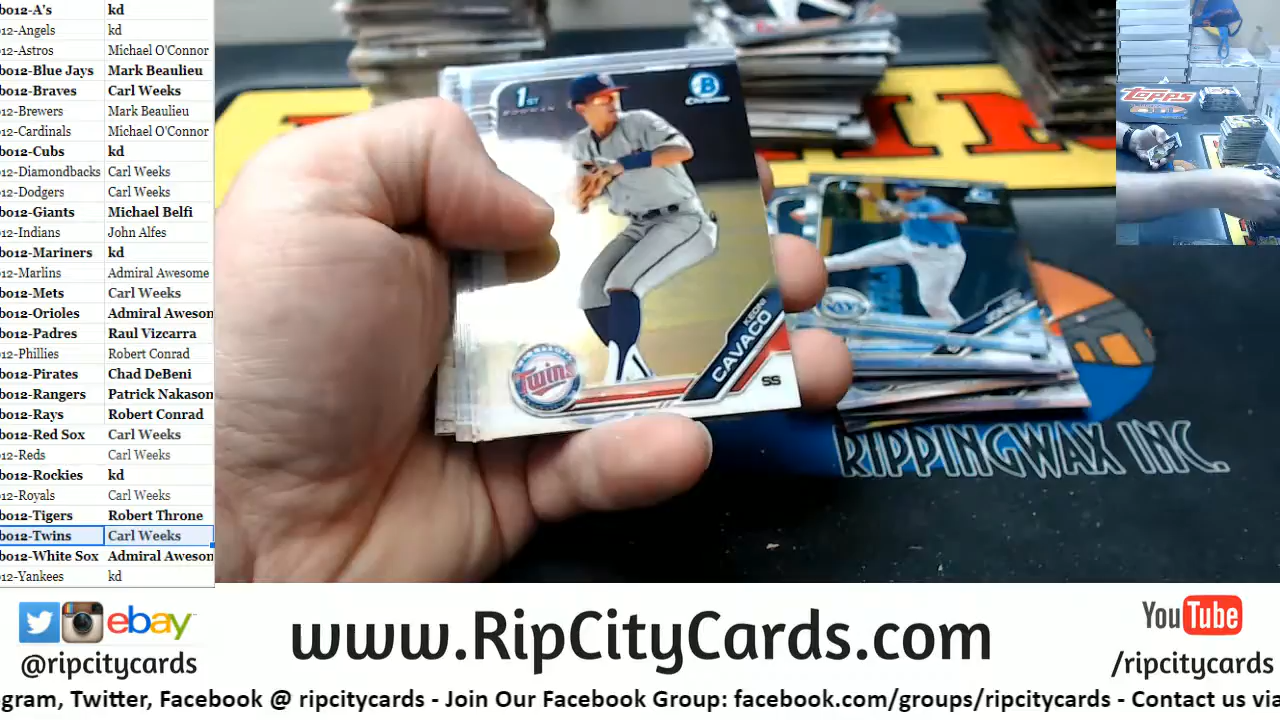 bo12-A's kd
12-Angels kd
12-Astros Michael O'Connor
bo12-Blue Jays Mark Beaulieu
bo12-Braves Carl Weeks
12-Brewers Mark Beaulieu
12-Cardinals Michael O'Connor
bo12-Cubs kd
12-Diamondbacks Carl Weeks
12-Dodgers Carl Weeks
bo12-Giants Michael Belfi
12-Indians John Alfes
bo12-Mariners kd
12-Marlins Admiral Awesome
bo12-Mets Carl Weeks
bo12-Orioles Admiral Aweson
bo12-Padres Raul Vizcarra
12-Phillies Robert Conrad
bo12-Pirates Chad DeBeni
bo12-Rangers Patrick Nakason
bo12-Rays Robert Conrad
bo12-Red Sox Carl Weeks
12-Reds Carl Weeks
bo12-Rockies kd
12-Royals Carl Weeks
bo12-Tigers Robert Throne
bo12-Twins Carl Weeks
bo12-White Sox Admiral Aweson
12-Yankees kd
1ST
BOWMAN
B
Chrome
KEONI
CAVACO
SS
Twins
Rays
TOPPS
RIPPINGWAX INC.
ebay
@ripcitycards
www.RipCityCards.com
YouTube
/ripcitycards
gram, Twitter, Facebook @ ripcitycards - Join Our Facebook Group: facebook.com/groups/ripcitycards - Contact us via